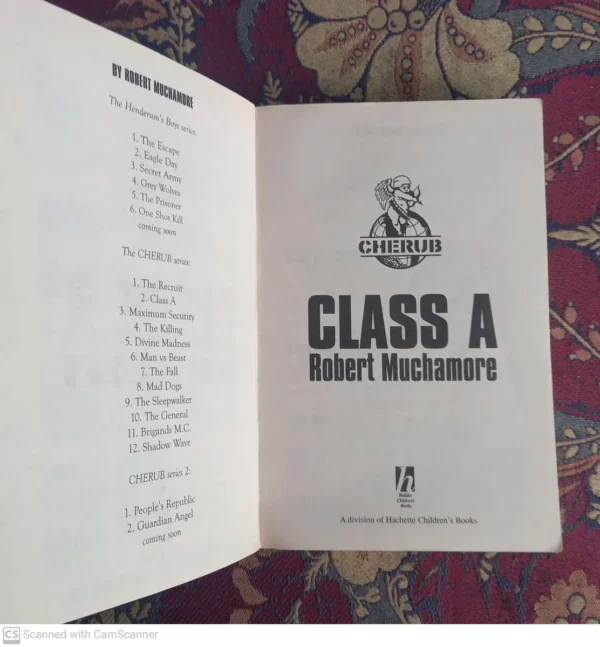 BY ROBERT MUCHAMORE
The Henderson's Boys series:
1. The Escape
2. Eagle Day
3. Secret Army
4. Grey Wolves
5. The Prisoner
6. One Shot Kill
coming soon
The CHERUB series:
1. The Recruit
2. Class A
3. Maximum Security
4. The Killing
5. Divine Madness
6. Man vs Beast
7. The Fall
8. Mad Dogs
9. The Sleepwalker
10. The General
11. Brigands M.C.
12. Shadow Wave
CHERUB series 2:
1. People's Republic
2. Guardian Angel
coming soon
CHERUB
CLASS A
Robert Muchamore
h
Hodder
Children's
Books
A division of Hachette Children's Books
CS Scanned with CamScanner